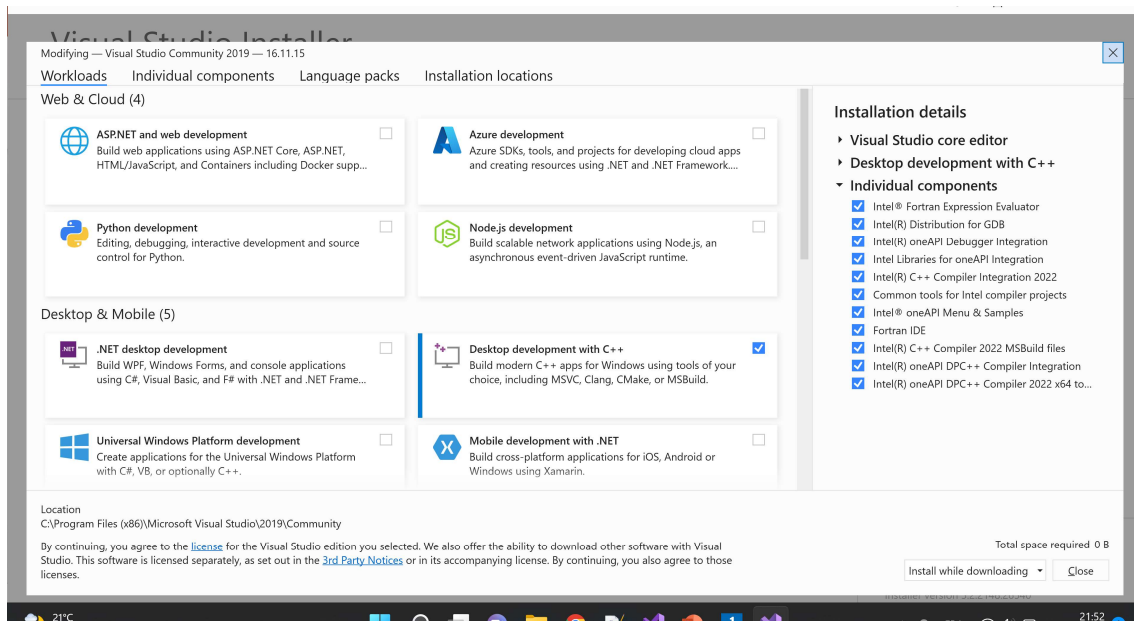 Visual Studio Installer
Modifying — Visual Studio Community 2019 — 16.11.15
Workloads Individual components Language packs Installation locations
Web & Cloud (4)
ASP.NET and web development
Build web applications using ASP.NET Core, ASP.NET,
HTML/JavaScript, and Containers including Docker supp...
Azure development
Azure SDKs, tools, and projects for developing cloud apps
and creating resources using .NET and .NET Framework....
Python development
Editing, debugging, interactive development and source
control for Python.
Node.js development
Build scalable network applications using Node.js, an
asynchronous event-driven JavaScript runtime.
Desktop & Mobile (5)
.NET
.NET desktop development
Build WPF, Windows Forms, and console applications
using C#, Visual Basic, and F# with .NET and .NET Frame...
Desktop development with C++
Build modern C++ apps for Windows using tools of your
choice, including MSVC, Clang, CMake, or MSBuild.
Universal Windows Platform development
Create applications for the Universal Windows Platform
with C#, VB, or optionally C++.
Mobile development with .NET
Build cross-platform applications for iOS, Android or
Windows using Xamarin.
Installation details
Visual Studio core editor
Desktop development with C++
Individual components
Intel® Fortran Expression Evaluator
Intel(R) Distribution for GDB
Intel(R) oneAPI Debugger Integration
Intel Libraries for oneAPI Integration
Intel(R) C++ Compiler Integration 2022
Common tools for Intel compiler projects
Intel® oneAPI Menu & Samples
Fortran IDE
Intel(R) C++ Compiler 2022 MSBuild files
Intel(R) oneAPI DPC++ Compiler Integration
Intel(R) oneAPI DPC++ Compiler 2022 x64 to...
Location
C:\Program Files (x86)\Microsoft Visual Studio\2019\Community
By continuing, you agree to the license for the Visual Studio edition you selected. We also offer the ability to download other software with Visual
Studio. This software is licensed separately, as set out in the 3rd Party Notices or in its accompanying license. By continuing, you also agree to those
licenses.
Total space required 0 B
Install while downloading Close
Installer version
21°C
21:52